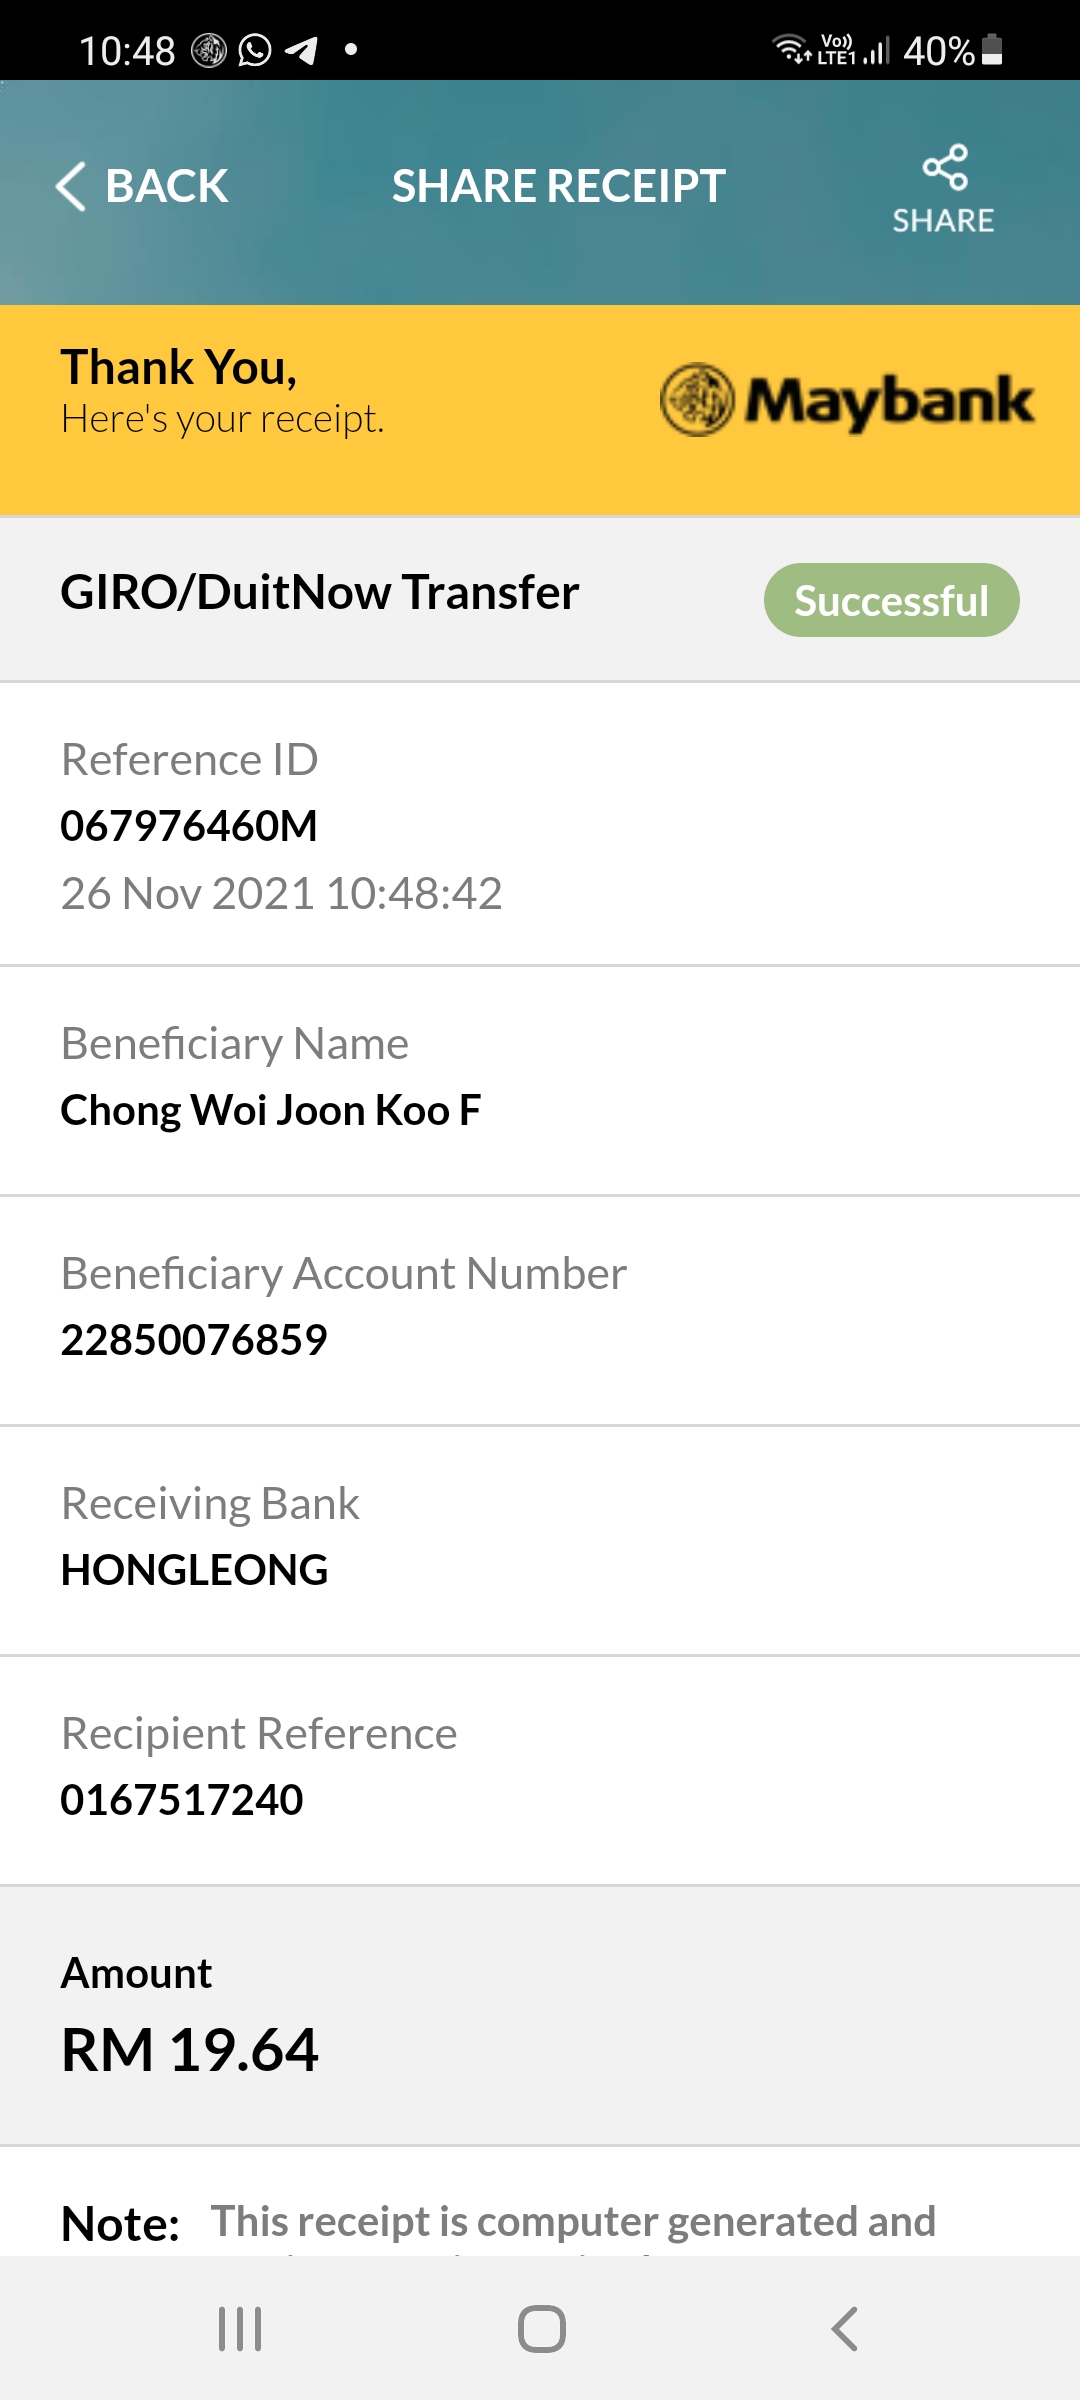 10:48
Vo)) LTE1 40%
BACK
SHARE RECEIPT
SHARE
Thank You,
Here's your receipt.
Maybank
GIRO/DuitNow Transfer
Successful
Reference ID
067976460M
26 Nov 2021 10:48:42
Beneficiary Name
Chong Woi Joon Koo F
Beneficiary Account Number
22850076859
Receiving Bank
HONGLEONG
Recipient Reference
0167517240
Amount
RM 19.64
Note: This receipt is computer generated and